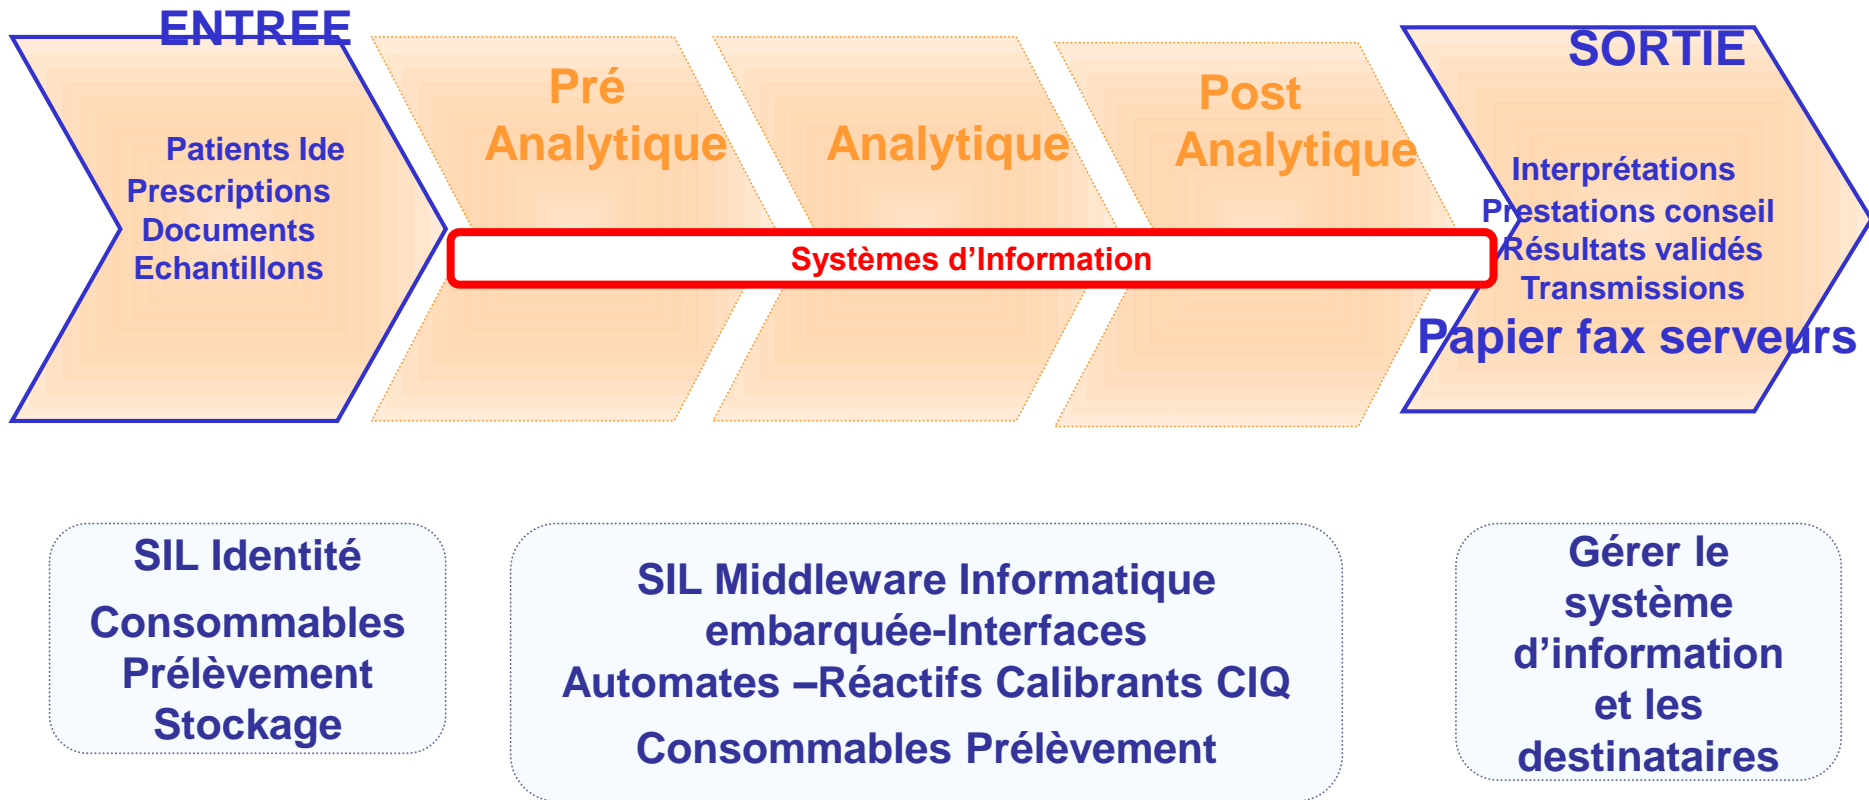 ENTREE
Patients Ide
Prescriptions
Documents
Echantillons
Pré
Analytique
Analytique
Post
Analytique
SORTIE
Interprétations
Prestations conseil
Résultats validés
Transmissions
Papier fax serveurs
Systèmes d’Information
SIL Identité
Consommables
Prélèvement
Stockage
SIL Middleware Informatique
embarquée-Interfaces
Automates –Réactifs Calibrants CIQ
Consommables Prélèvement
Gérer le
système
d’information
et les
destinataires